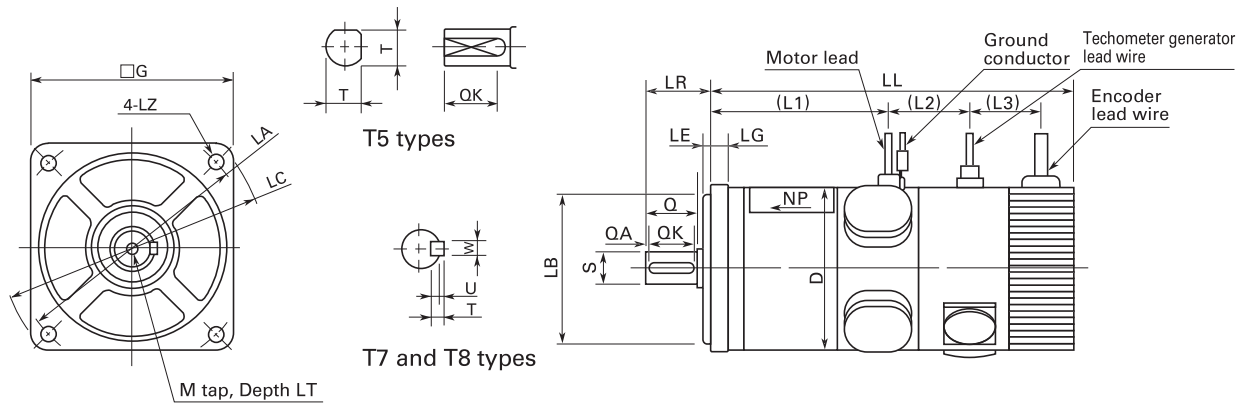 □G
4-LZ
LA
LC
M tap, Depth LT
T
T
QK
T5 types
W
U
T
T7 and T8 types
Motor lead
Ground
conductor
Techometer generator
lead wire
Encoder
lead wire
LR
LL
(L1)
(L2)
(L3)
LE
LG
Q
QA
QK
NP
LB
S
D